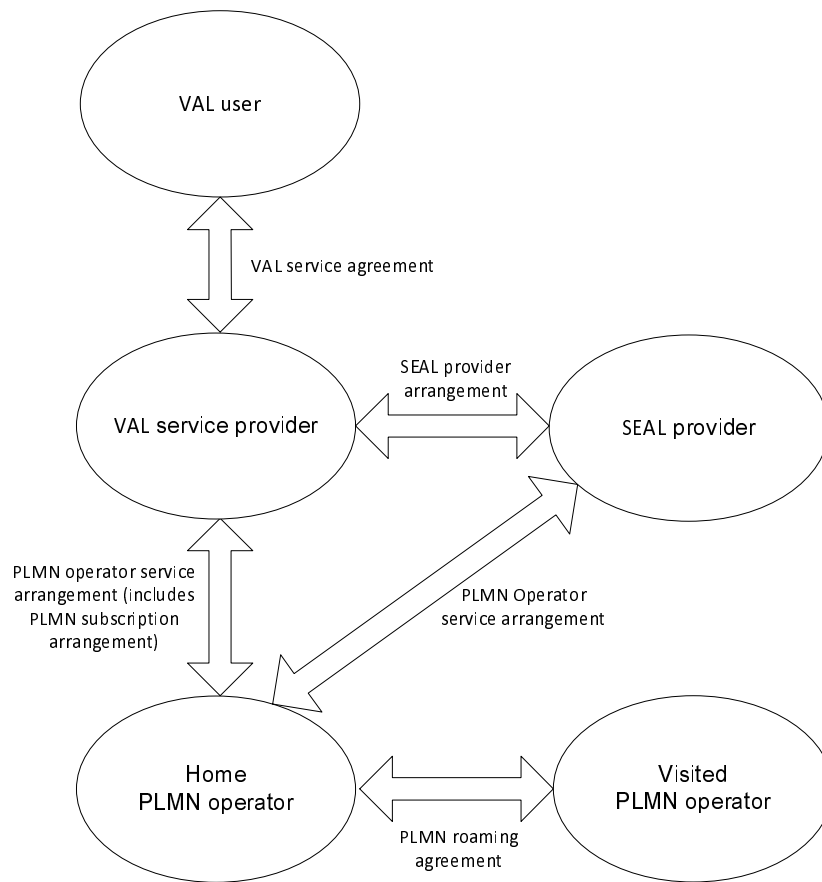 VAL user
VAL service agreement
SEAL provider
arrangement
VAL service provider
SEAL provider
PLMN operator service
arrangement (includes
PLMN subscription
arrangement)
PLMN Operator
service arrangement
Home
PLMN operator
Visited
PLMN operator
PLMN roaming
agreement